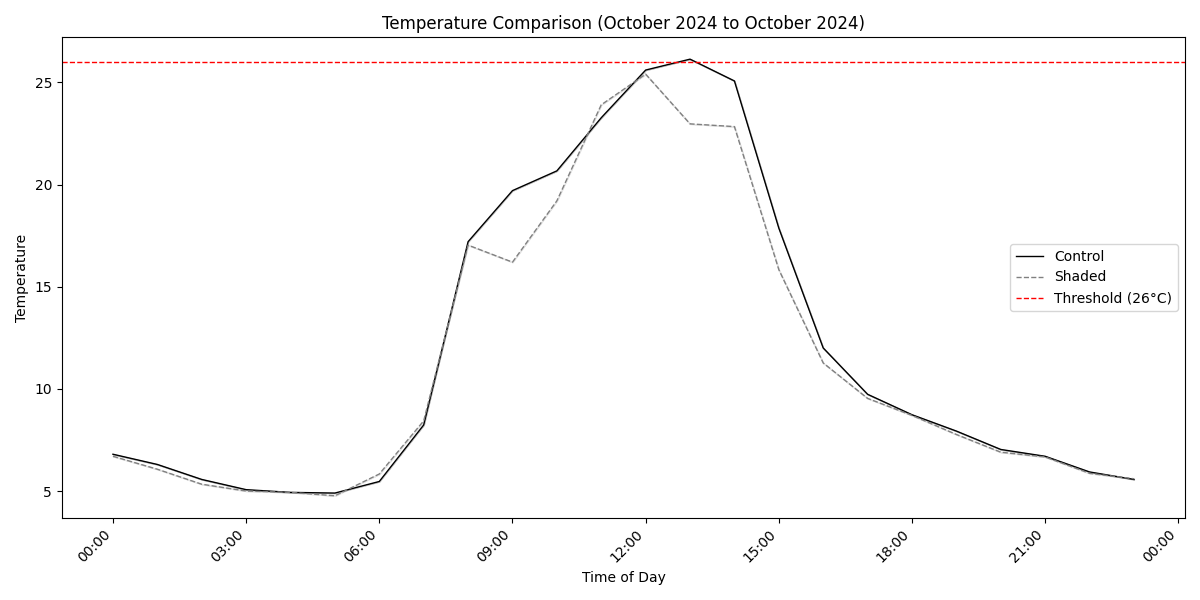 Temperature Comparison (October 2024 to October 2024)
Temperature
25
20
15
10
5
Control
Shaded
Threshold (26°C)
00:00
03:00
06:00
09:00
12:00
15:00
18:00
21:00
00:00
Time of Day